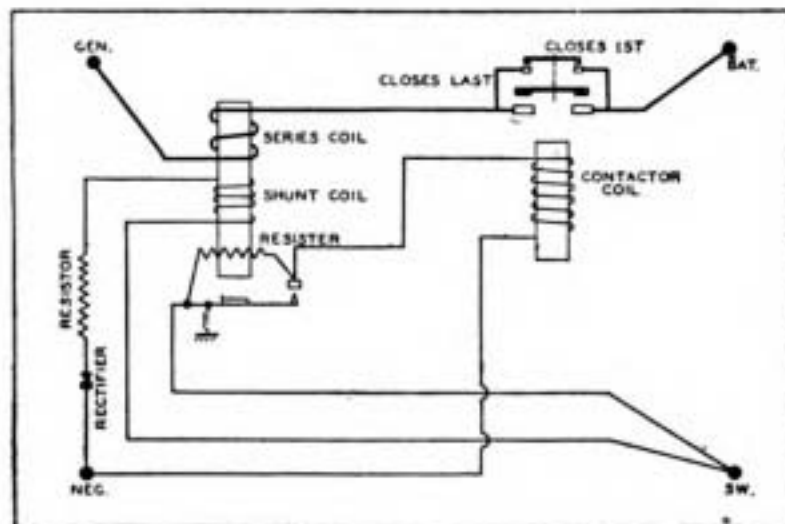 GEN.
CLOSES 1ST
BAT.
CLOSES LAST
SERIES COIL
SHUNT COIL
CONTACTOR
COIL
RESISTER
RESISTOR
RECTIFIER
NEG.
SW.